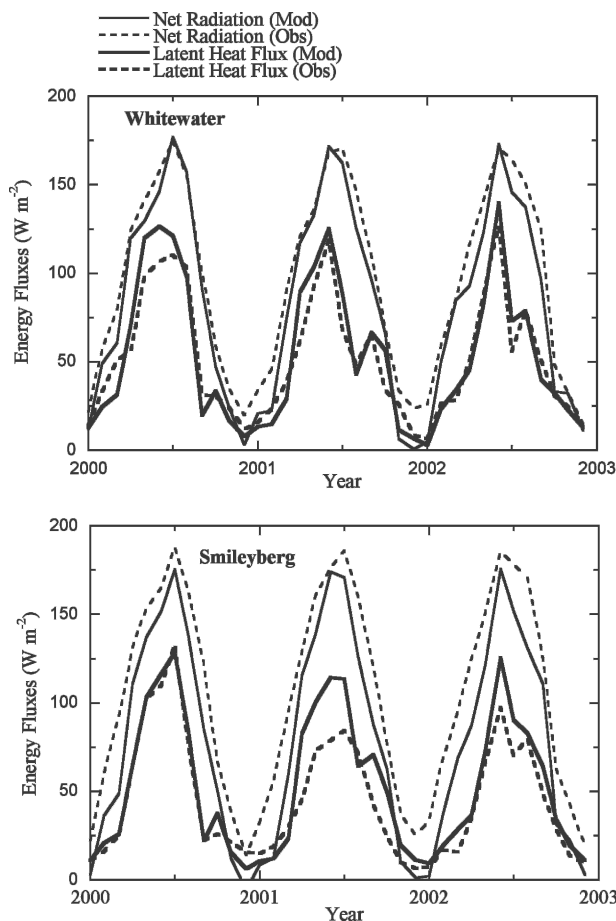 Net Radiation (Mod)
Net Radiation (Obs)
Latent Heat Flux (Mod)
Latent Heat Flux (Obs)
200
150
100
50
0
Energy Fluxes (W m-2)
Whitewater
2000
2001
2002
2003
Year
200
150
100
50
0
Energy Fluxes (W m-2)
Smileyberg
2000
2001
2002
2003
Year